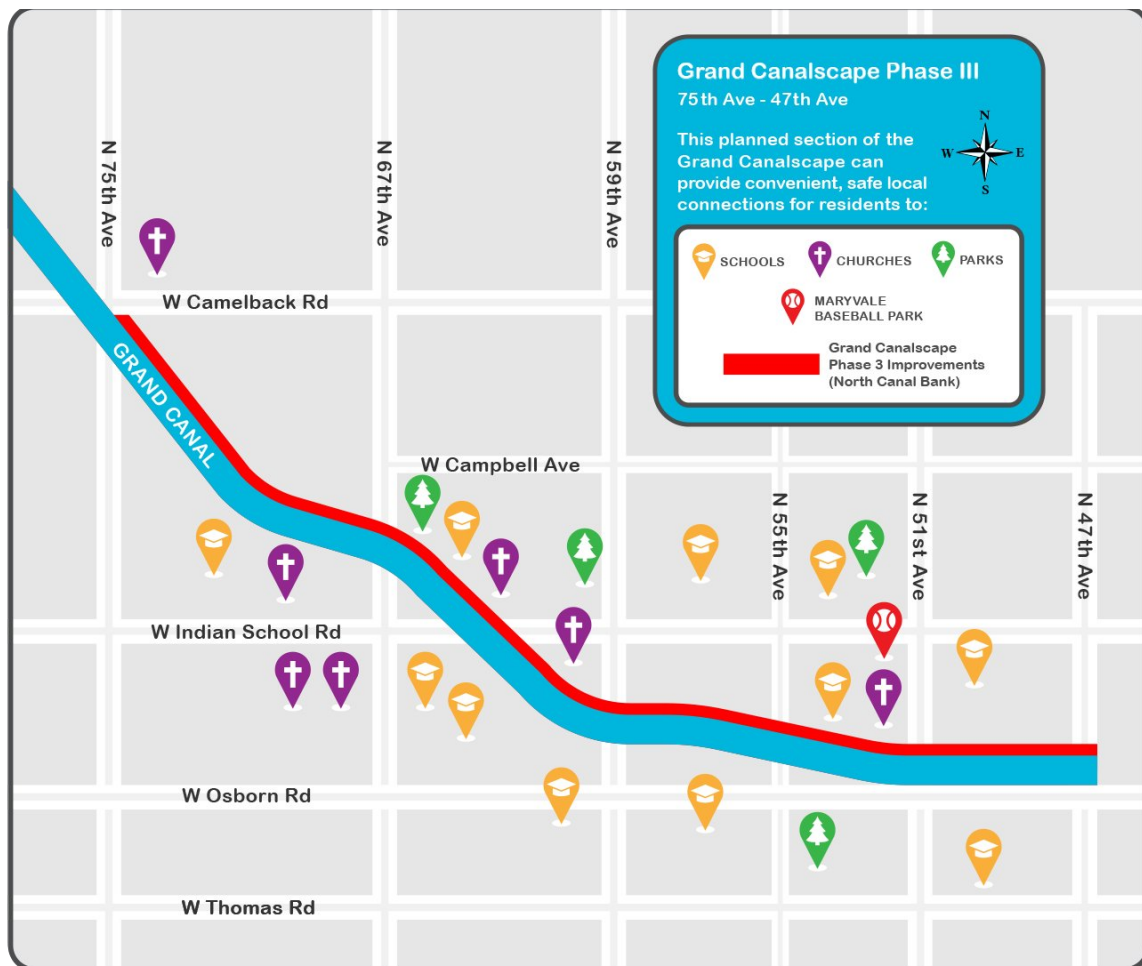 Grand Canalscape Phase III
75th Ave - 47th Ave
This planned section of the
Grand Canalscape can
provide convenient, safe local
connections for residents to:
N
W
E
S
SCHOOLS
CHURCHES
PARKS
MARYVALE
BASEBALL PARK
Grand Canalscape
Phase 3 Improvements
(North Canal Bank)
N 75th Ave
N 67th Ave
N 59th Ave
W Camelback Rd
GRAND CANAL
W Campbell Ave
N 55th Ave
N 51st Ave
N 47th Ave
W Indian School Rd
W Osborn Rd
W Thomas Rd